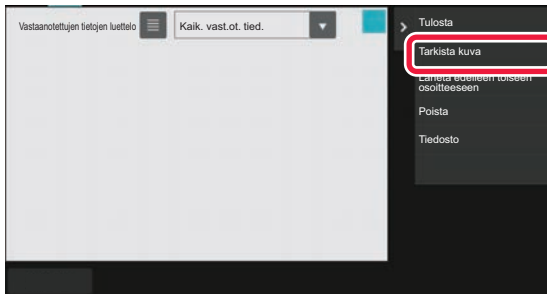 Vastaanotettujen tietojen luettelo
Kaik. vast.ot. tied.
Tulosta
Tarkista kuva
Lähetä edelleen toiseen
osoitteeseen
Poista
Tiedosto